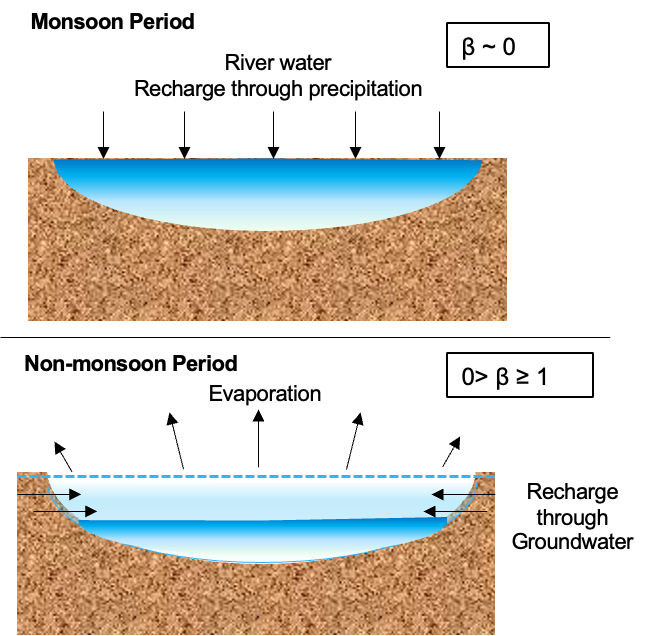 Monsoon Period
β ~ 0
River water
Recharge through precipitation
Non-monsoon Period
0> β ≥ 1
Evaporation
Recharge
through
Groundwater